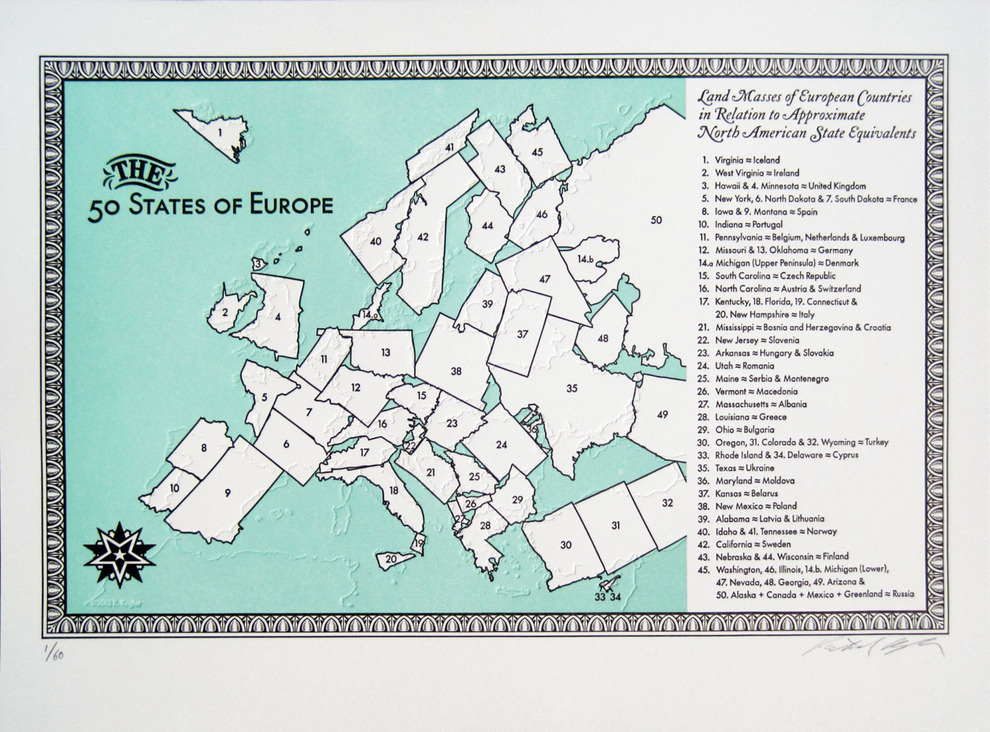 THE
50 STATES OF EUROPE
Land Masses of European Countries
in Relation to Approximate
North American State Equivalents
1. Virginia ≈ Iceland
2. West Virginia ≈ Ireland
3. Hawaii & 4. Minnesota ≈ United Kingdom
5. New York, 6. North Dakota & 7. South Dakota ≈ France
8. Iowa & 9. Montana ≈ Spain
10. Indiana ≈ Portugal
11. Pennsylvania ≈ Belgium, Netherlands & Luxembourg
12. Missouri & 13. Oklahoma ≈ Germany
14.a Michigan (Upper Peninsula) ≈ Denmark
15. South Carolina ≈ Czech Republic
16. North Carolina ≈ Austria & Switzerland
17. Kentucky, 18. Florida, 19. Connecticut &
20. New Hampshire ≈ Italy
21. Mississippi ≈ Bosnia and Herzegovina & Croatia
22. New Jersey ≈ Slovenia
23. Arkansas ≈ Hungary & Slovakia
24. Utah ≈ Romania
25. Maine ≈ Serbia & Montenegro
26. Vermont ≈ Macedonia
27. Massachusetts ≈ Albania
28. Louisiana ≈ Greece
29. Ohio ≈ Bulgaria
30. Oregon, 31. Colorado & 32. Wyoming ≈ Turkey
33. Rhode Island & 34. Delaware ≈ Cyprus
35. Texas ≈ Ukraine
36. Maryland ≈ Moldova
37. Kansas ≈ Belarus
38. New Mexico ≈ Poland
39. Alabama ≈ Latvia & Lithuania
40. Idaho & 41. Tennessee ≈ Norway
42. California ≈ Sweden
43. Nebraska & 44. Wisconsin ≈ Finland
45. Washington, 46. Illinois, 14.b. Michigan (Lower),
47. Nevada, 48. Georgia, 49. Arizona &
50. Alaska + Canada + Mexico + Greenland ≈ Russia
1
41
43
45
50
40
42
44
46
14.b
3
47
2
4
14.a
39
37
48
11
13
38
5
12
15
35
49
7
16
23
36
8
6
17
22
24
10
9
21
25
18
26
29
32
27
28
31
19
30
20
33 34
1/60